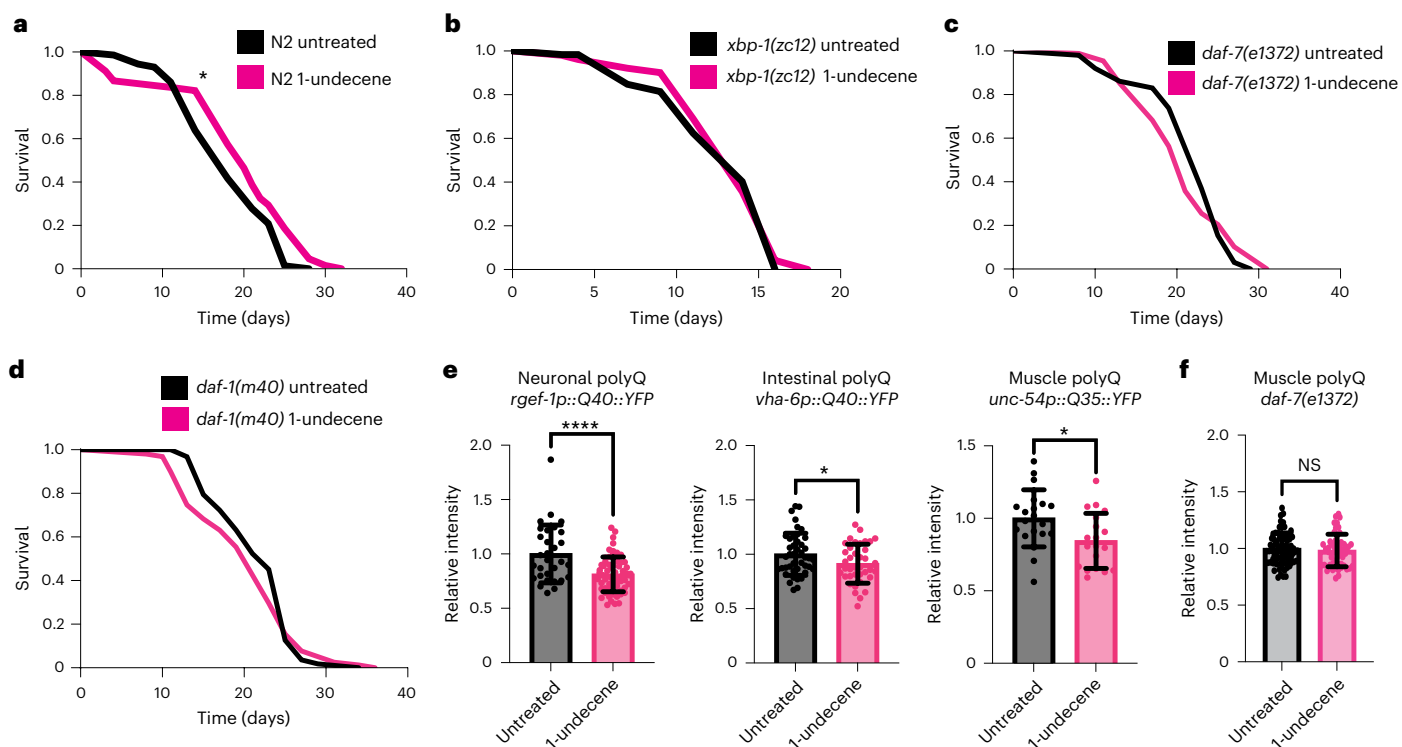 a
N2 untreated
N2 1-undecene
*
Survival
1.0
0.8
0.6
0.4
0.2
0
0 10 20 30 40
Time (days)
b
xbp-1(zc12) untreated
xbp-1(zc12) 1-undecene
Survival
1.0
0.8
0.6
0.4
0.2
0
0 5 10 15 20
Time (days)
c
daf-7(e1372) untreated
daf-7(e1372) 1-undecene
Survival
1.0
0.8
0.6
0.4
0.2
0
0 10 20 30 40
Time (days)
d
daf-1(m40) untreated
daf-1(m40) 1-undecene
Survival
1.0
0.8
0.6
0.4
0.2
0
0 10 20 30 40
Time (days)
e
Neuronal polyQ
rgef-1p::Q40::YFP
****
Relative intensity
2.0
1.5
1.0
0.5
0
Untreated
1-undecene
Intestinal polyQ
vha-6p::Q40::YFP
*
Relative intensity
2.0
1.5
1.0
0.5
0
Untreated
1-undecene
Muscle polyQ
unc-54p::Q35::YFP
*
Relative intensity
1.5
1.0
0.5
0
Untreated
1-undecene
f
Muscle polyQ
daf-7(e1372)
NS
Relative intensity
2.0
1.5
1.0
0.5
0
Untreated
1-undecene